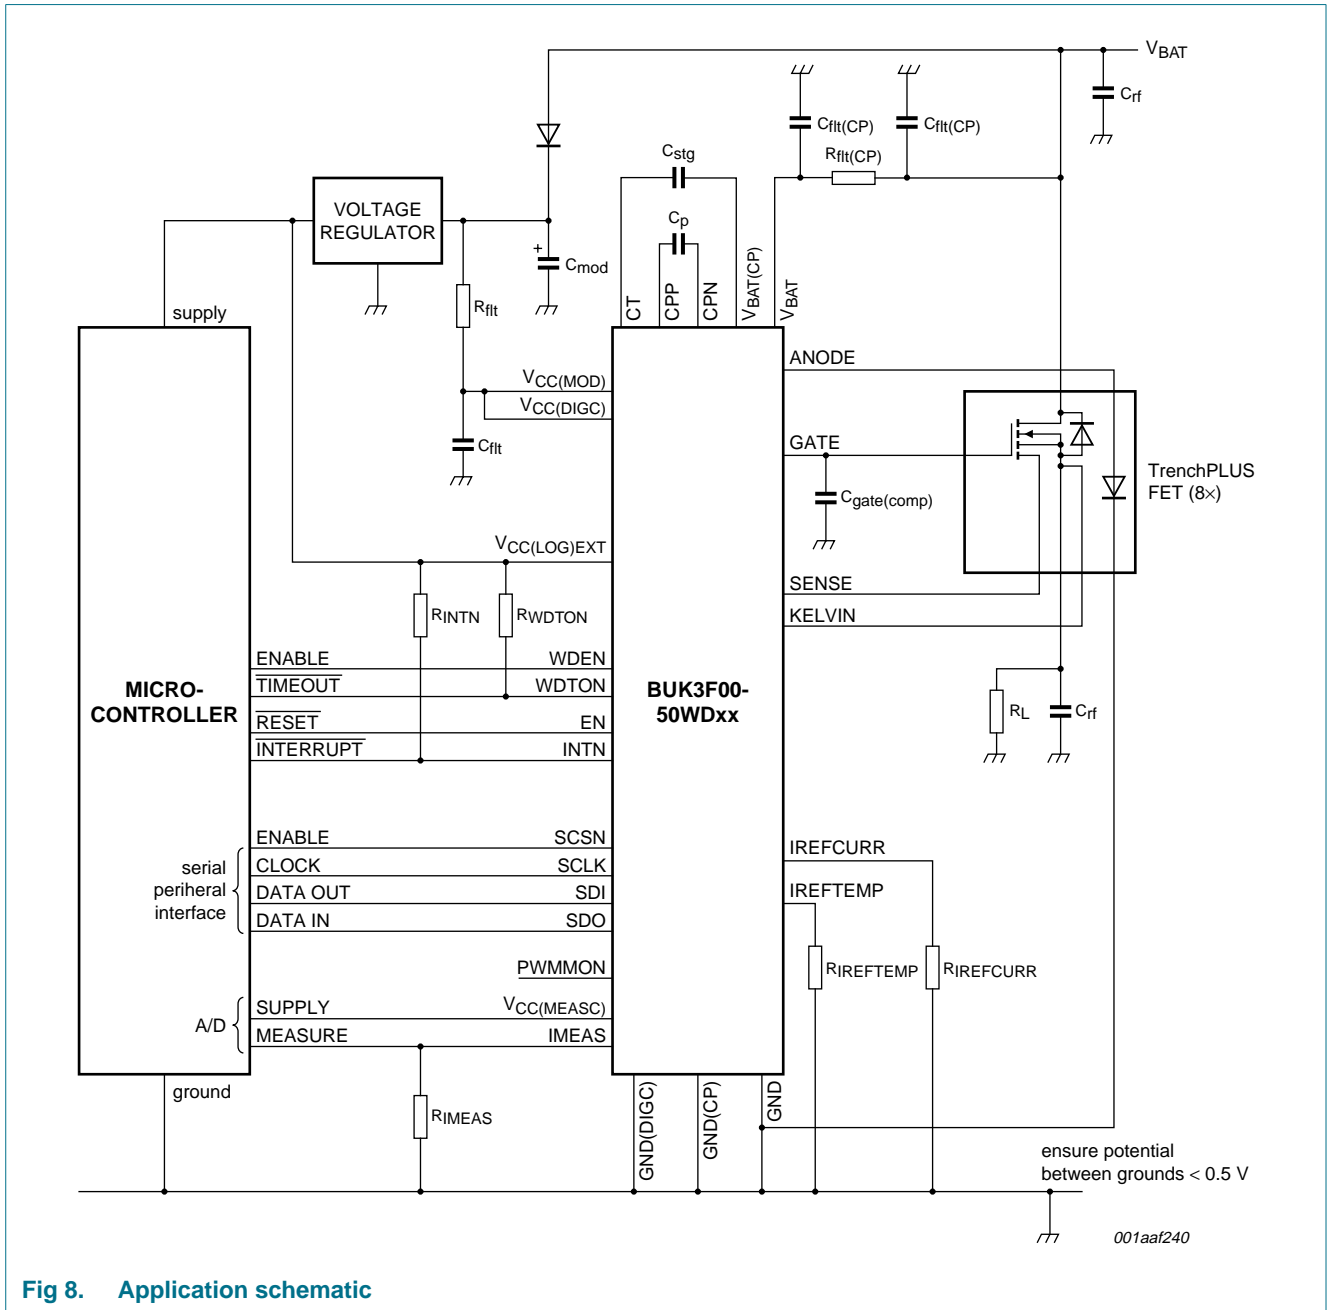 VBAT
Crf
Cflt(CP)
Cflt(CP)
Rflt(CP)
Cstg
Cp
VOLTAGE
REGULATOR
+
Cmod
Rflt
supply
CT
CPP
CPN
VBAT(CP)
VBAT
ANODE
VCC(MOD)
VCC(DIGC)
Cflt
GATE
Cgate(comp)
TrenchPLUS
FET (8×)
VCC(LOG)EXT
SENSE
KELVIN
RINTN
RWDTON
MICRO-
CONTROLLER
BUK3F00-
50WDxx
ENABLE
WDEN
TIMEOUT
WDTON
RESET
EN
INTERRUPT
INTN
RL
Crf
serial
periheral
interface
ENABLE
SCSN
CLOCK
SCLK
DATA OUT
SDI
DATA IN
SDO
IREFCURR
IREFTEMP
RIREFTEMP
RIREFCURR
PWMMON
A/D
SUPPLY
VCC(MEASC)
MEASURE
IMEAS
ground
RIMEAS
GND(DIGC)
GND(CP)
GND
ensure potential
between grounds < 0.5 V
001aaf240
Fig 8. Application schematic